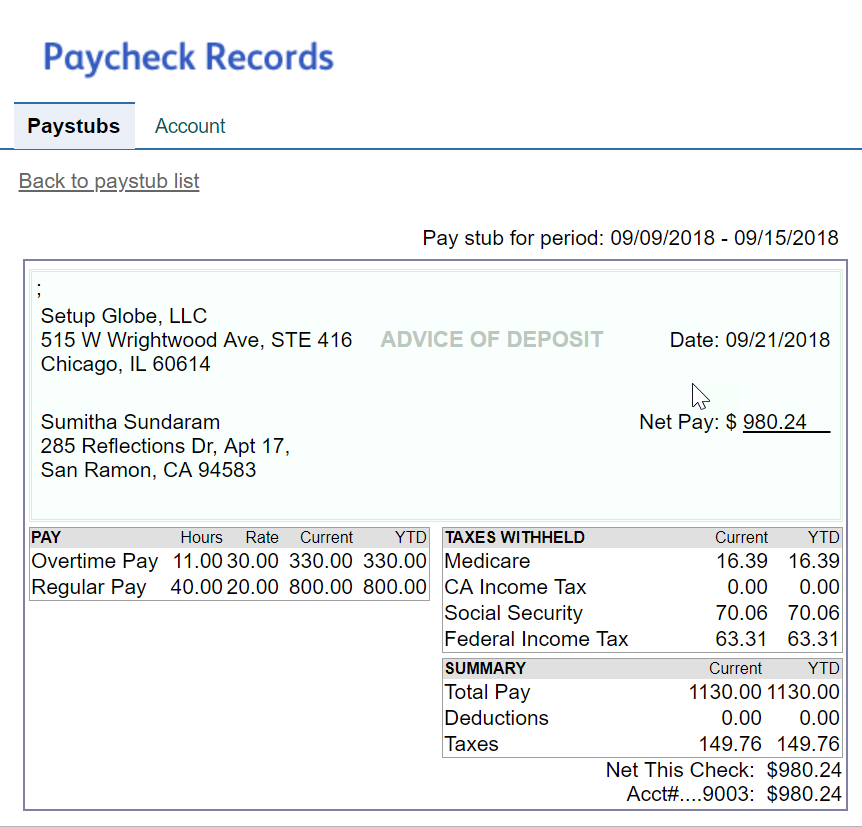 Paycheck Records
Paystubs Account
Back to paystub list
Pay stub for period: 09/09/2018 - 09/15/2018
;
Setup Globe, LLC
515 W Wrightwood Ave, STE 416 ADVICE OF DEPOSIT Date: 09/21/2018
Chicago, IL 60614
Sumitha Sundaram Net Pay: $ 980.24
285 Reflections Dr, Apt 17,
San Ramon, CA 94583
PAY Hours Rate Current YTD
Overtime Pay 11.00 30.00 330.00 330.00
Regular Pay 40.00 20.00 800.00 800.00
TAXES WITHHELD Current YTD
Medicare 16.39 16.39
CA Income Tax 0.00 0.00
Social Security 70.06 70.06
Federal Income Tax 63.31 63.31
SUMMARY Current YTD
Total Pay 1130.00 1130.00
Deductions 0.00 0.00
Taxes 149.76 149.76
Net This Check: $980.24
Acct#....9003: $980.24